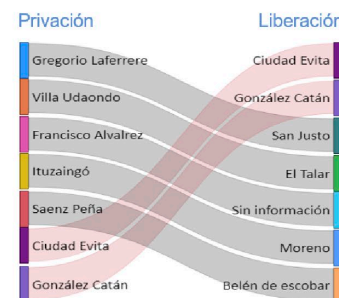 Privación
Liberación
Gregorio Laferrere
Ciudad Evita
Villa Udaondo
González Catán
Francisco Alvalrez
San Justo
Ituzaingó
El Talar
Saenz Peña
Sin información
Ciudad Evita
Moreno
González Catán
Belén de escobar